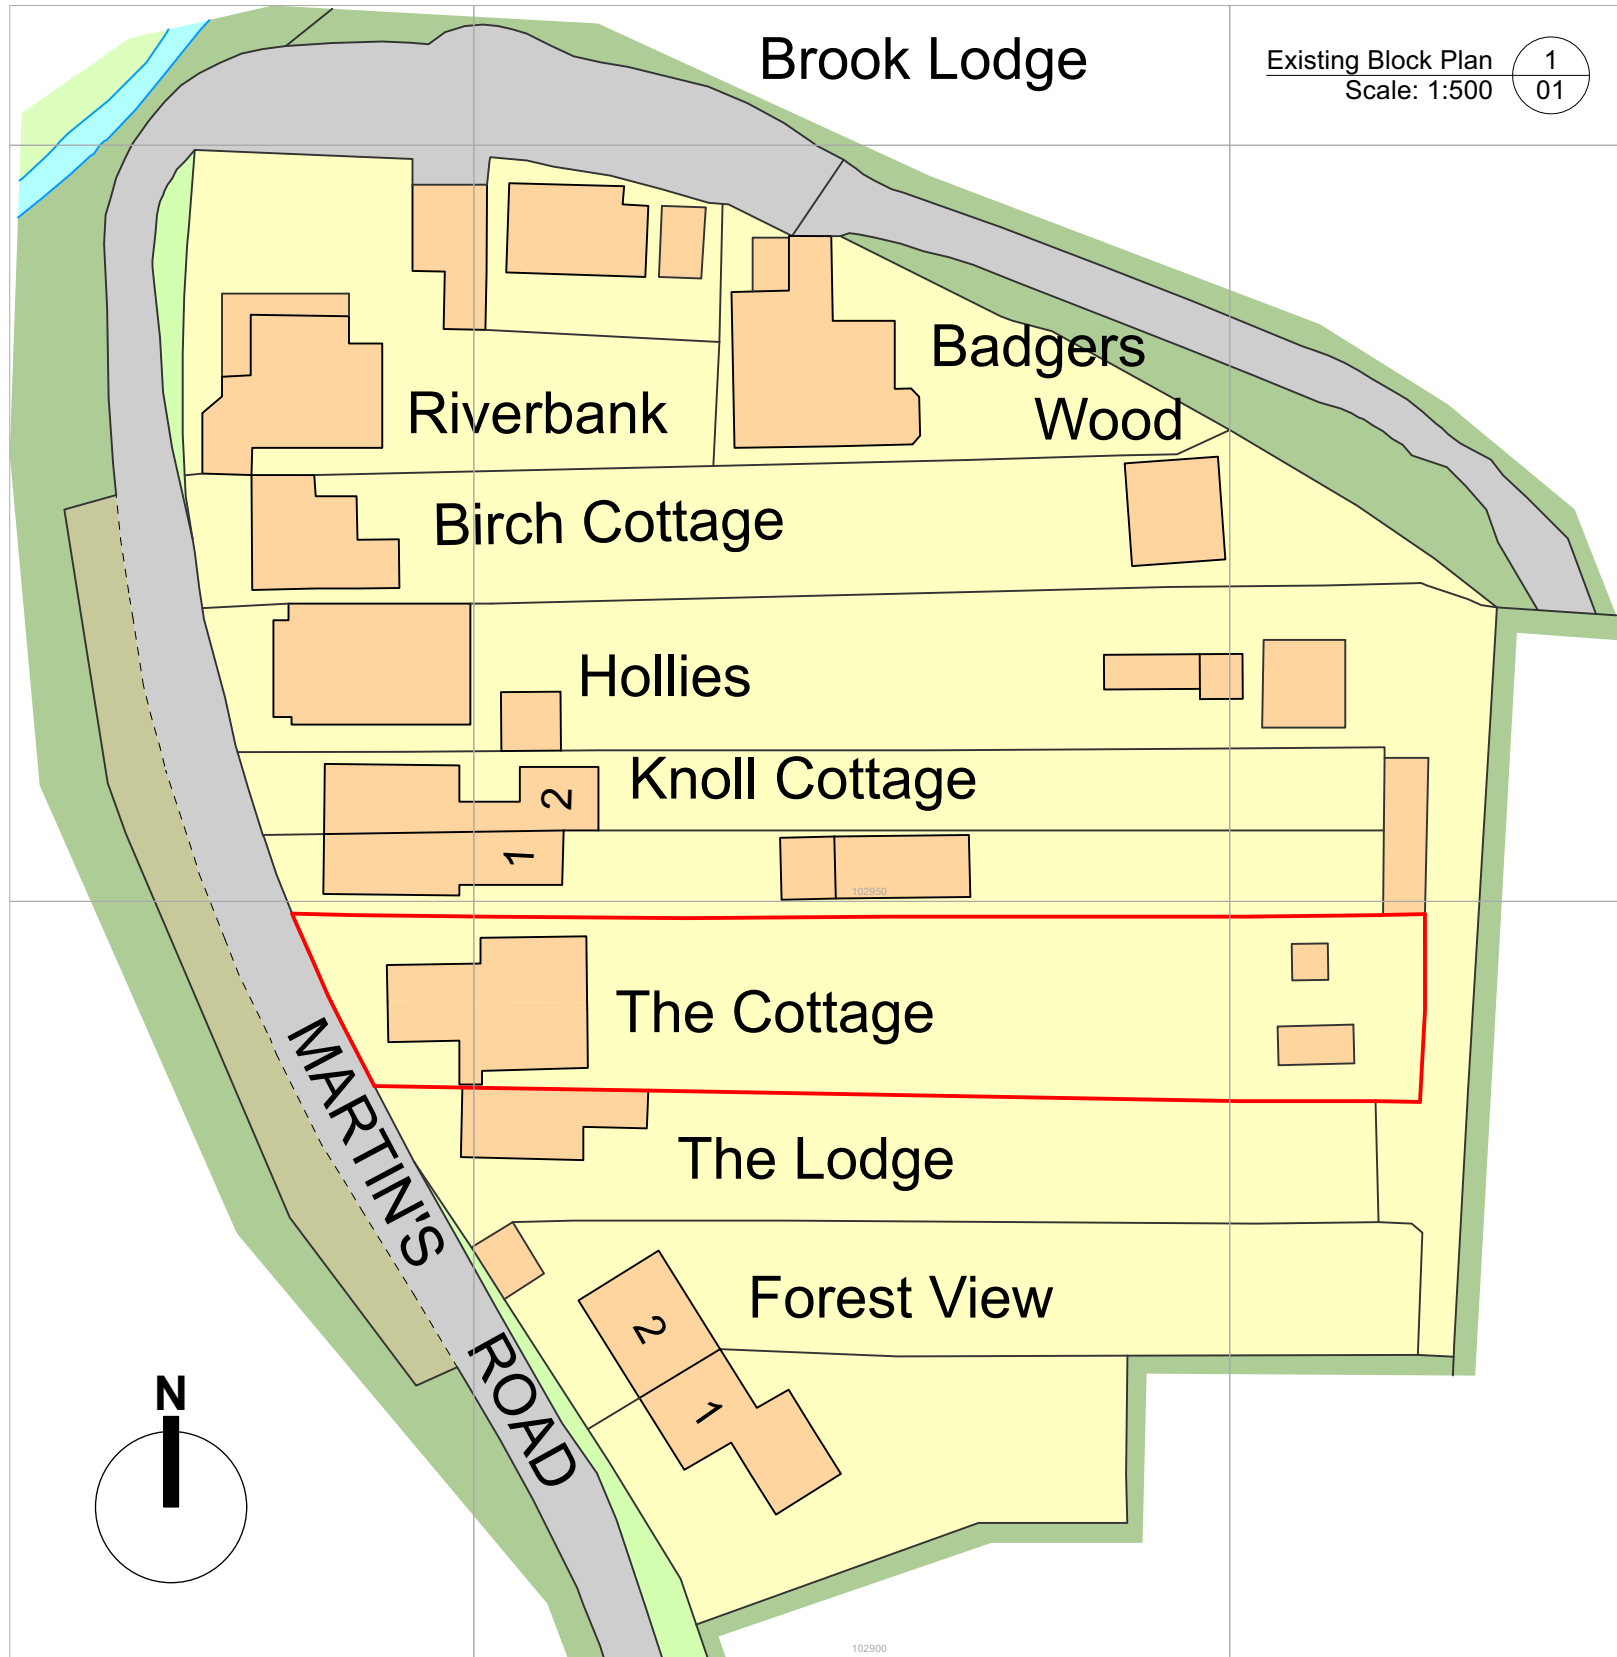 Brook Lodge
Existing Block Plan
Scale: 1:500
1
01
Badgers
Wood
Riverbank
Birch Cottage
Hollies
Knoll Cottage
2
1
102950
The Cottage
MARTIN'S
ROAD
The Lodge
Forest View
2
1
N
102900